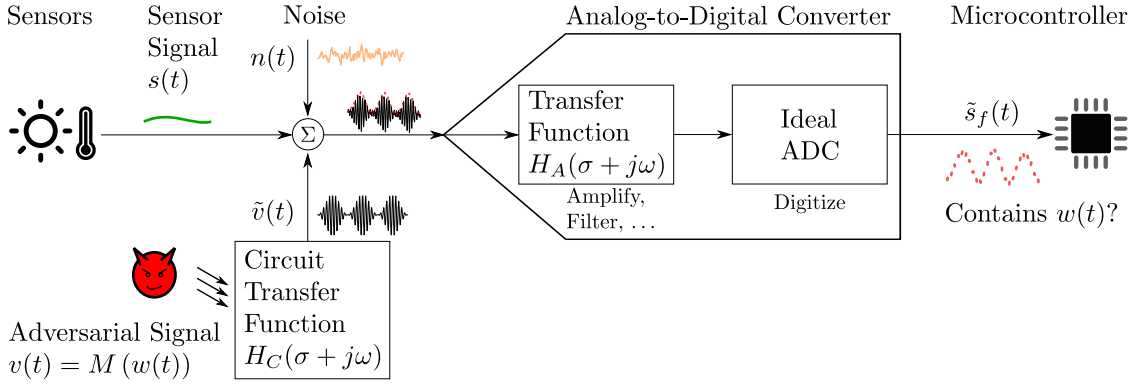 Sensors
Sensor
Signal
s(t)
Noise
n(t)
Σ
Analog-to-Digital Converter
Transfer
Function
H_A(σ + jω)
Amplify,
Filter, …
Ideal
ADC
Digitize
Microcontroller
s̃_f(t)
Contains w(t)?
ṽ(t)
Circuit
Transfer
Function
H_C(σ + jω)
Adversarial Signal
v(t) = M (w(t))